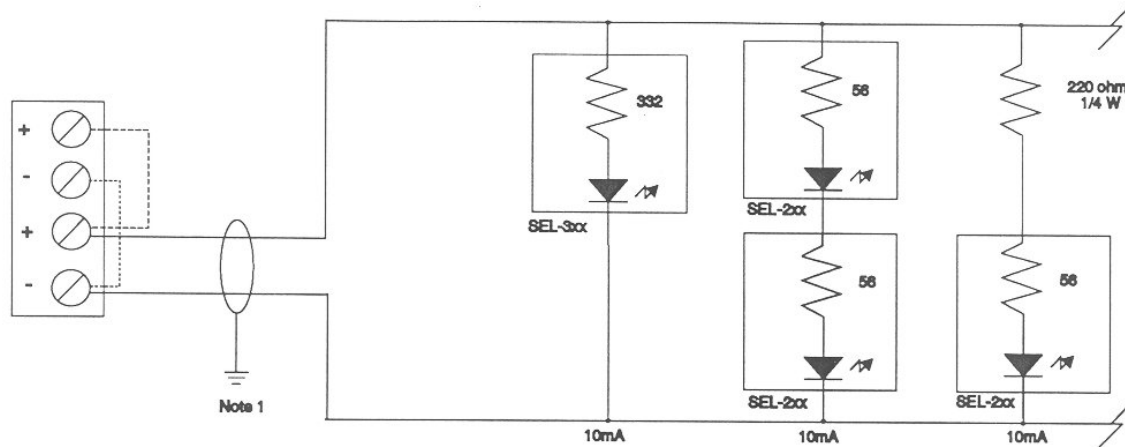 +
-
+
-
Note 1
332
SEL-3xx
56
SEL-2xx
56
SEL-2xx
220 ohm
1/4 W
56
SEL-2xx
10mA
10mA
10mA